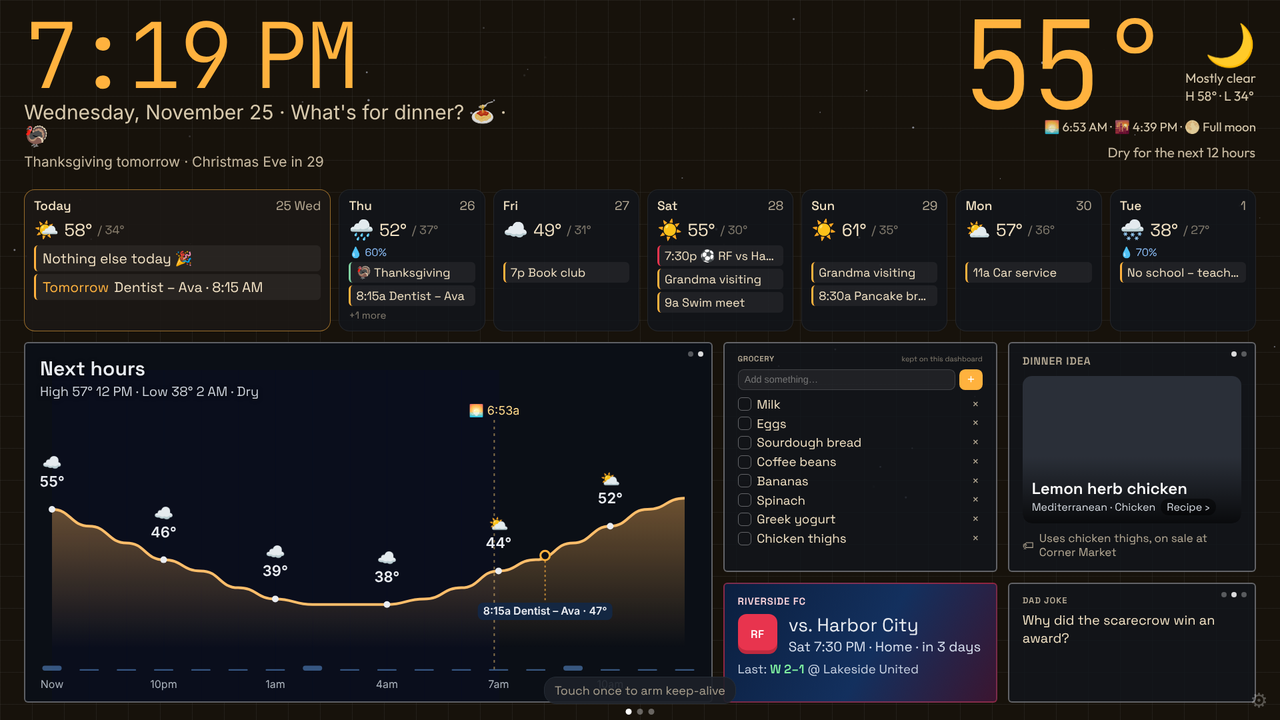 7:19 PM
Wednesday, November 25 · What's for dinner? 🍝 ·
🦃
Thanksgiving tomorrow · Christmas Eve in 29
55°
Mostly clear
H 58° · L 34°
🌅 6:53 AM · 🌇 4:39 PM · 🌕 Full moon
Dry for the next 12 hours
Today 25 Wed
58° / 34°
Nothing else today 🎉
Tomorrow Dentist – Ava · 8:15 AM
Thu 26
52° / 37°
💧 60%
🦃 Thanksgiving
8:15a Dentist – Ava
+1 more
Fri 27
49° / 31°
7p Book club
Sat 28
55° / 30°
7:30p ⚽ RF vs Ha…
Grandma visiting
9a Swim meet
Sun 29
61° / 35°
Grandma visiting
8:30a Pancake br…
Mon 30
57° / 36°
11a Car service
Tue 1
38° / 27°
💧 70%
No school – teach…
Next hours
High 57° 12 PM · Low 38° 2 AM · Dry
🌅 6:53a
55°
46°
39°
38°
44°
52°
8:15a Dentist – Ava · 47°
Now 10pm 1am 4am 7am
Touch once to arm keep-alive
GROCERY kept on this dashboard
Add something… +
Milk ×
Eggs ×
Sourdough bread ×
Coffee beans ×
Bananas ×
Spinach ×
Greek yogurt ×
Chicken thighs ×
DINNER IDEA
Lemon herb chicken
Mediterranean · Chicken Recipe >
Uses chicken thighs, on sale at
Corner Market
RIVERSIDE FC
RF
vs. Harbor City
Sat 7:30 PM · Home · in 3 days
Last: W 2–1 @ Lakeside United
DAD JOKE
Why did the scarecrow win an
award?